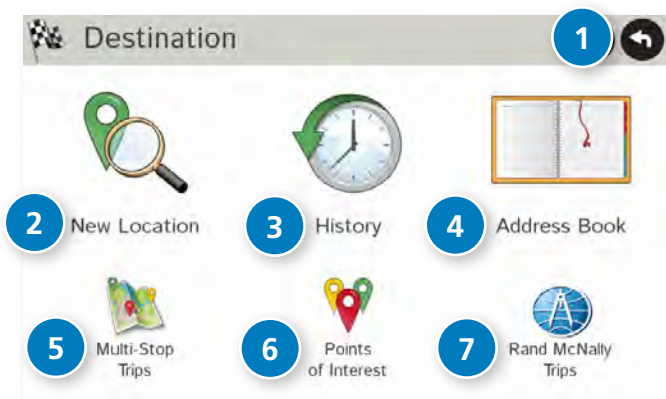 Destination
1
2 New Location
3 History
4 Address Book
5 Multi-Stop
Trips
6 Points
of Interest
7 Rand McNally
Trips